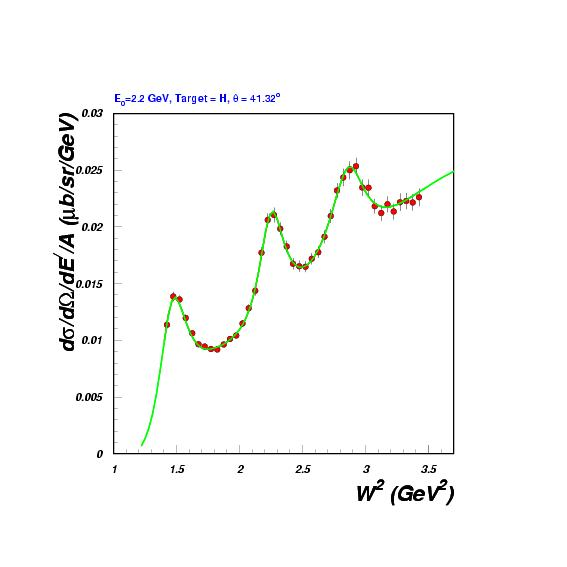 E₀=2.2 GeV, Target = H, θ = 41.32°
dσ/dΩ/dE′/A (μb/sr/GeV)
0.03
0.025
0.02
0.015
0.01
0.005
0
1 1.5 2 2.5 3 3.5
W² (GeV²)